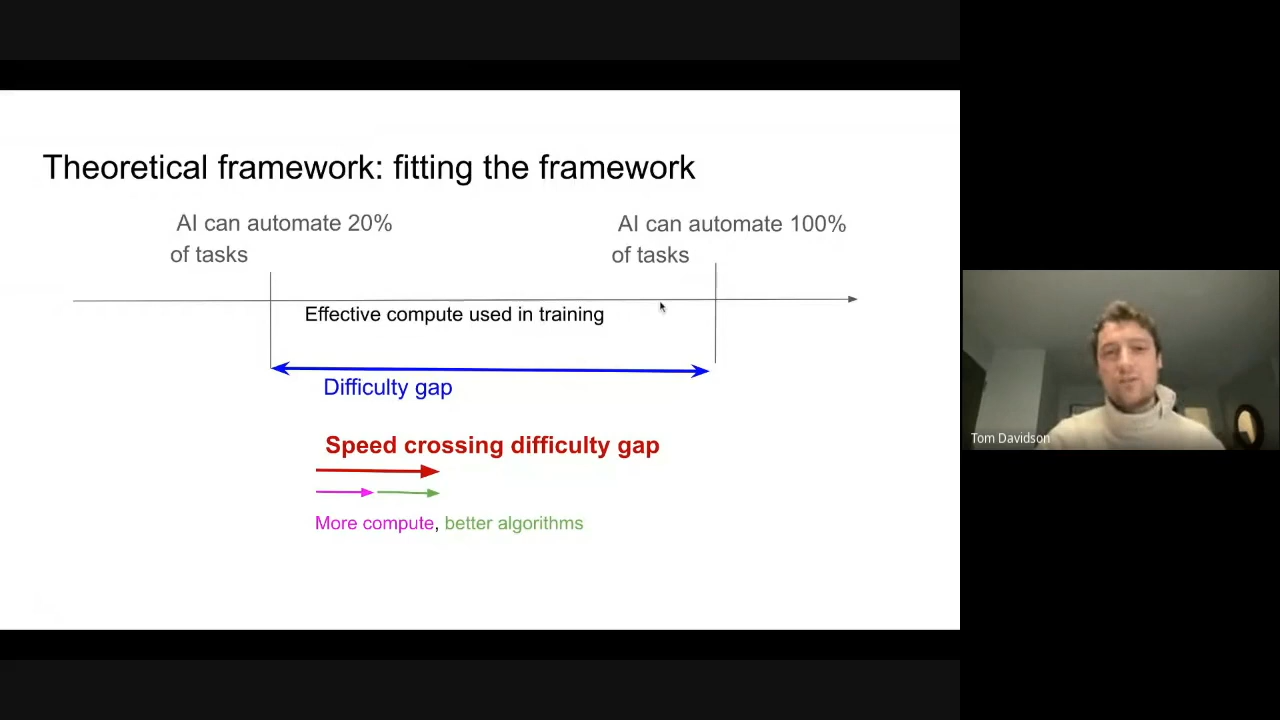 Theoretical framework: fitting the framework
AI can automate 20%
of tasks
AI can automate 100%
of tasks
Effective compute used in training
Difficulty gap
Speed crossing difficulty gap
More compute, better algorithms
Tom Davidson